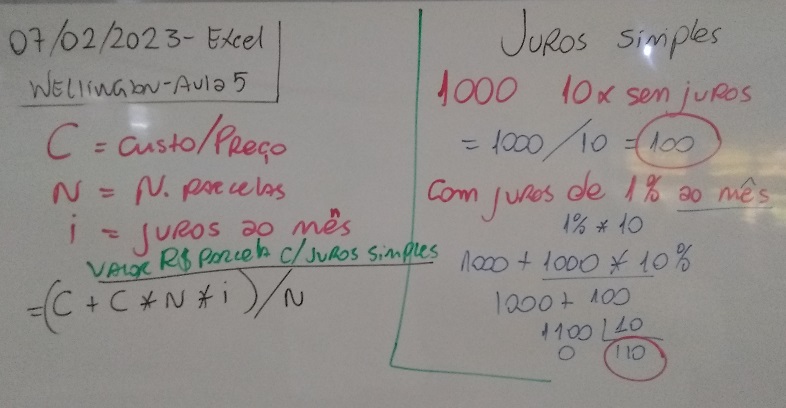 07/02/2023 - Excel
Wellington - Aula 5
C = Custo/Preço
N = N. Parcelas
i = Juros ao mês
Valor R$ Parcela c/ Juros simples
=(C + C * N * i)/N
Juros simples
1000 10x sem juros
= 1000/10 = 100
Com juros de 1% ao mês
1% * 10
1000 + 1000 * 10%
1000 + 100
1100 | 10
0 110